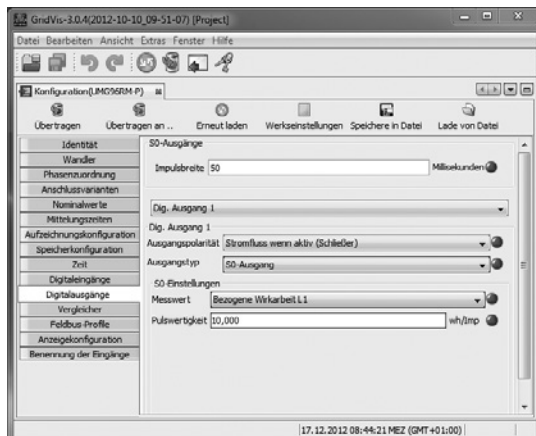 GridVis-3.0.4(2012-10-10_09-51-07) [Project]
Datei Bearbeiten Ansicht Extras Fenster Hilfe
Konfiguration(UMG96RM-P)
Übertragen Übertragen an .. Erneut laden Werkseinstellungen Speichere in Datei Lade von Datei
Identität
Wandler
Phasenzuordnung
Anschlussvarianten
Nominalwerte
Mittelungszeiten
Aufzeichnungskonfiguration
Speicherkonfiguration
Zeit
Digitaleingänge
Digitalausgänge
Vergleicher
Feldbus-Profile
Anzeigekonfiguration
Benennung der Eingänge
S0-Ausgänge
Impulsbreite 50 Millisekunden
Dig. Ausgang 1
Dig. Ausgang 1
Ausgangspolarität Stromfluss wenn aktiv (Schließer)
Ausgangstyp S0-Ausgang
S0-Einstellungen
Messwert Bezogene Wirkarbeit L1
Pulswertigkeit 10,000 wh/Imp
17.12.2012 08:44:21 MEZ (GMT+01:00)